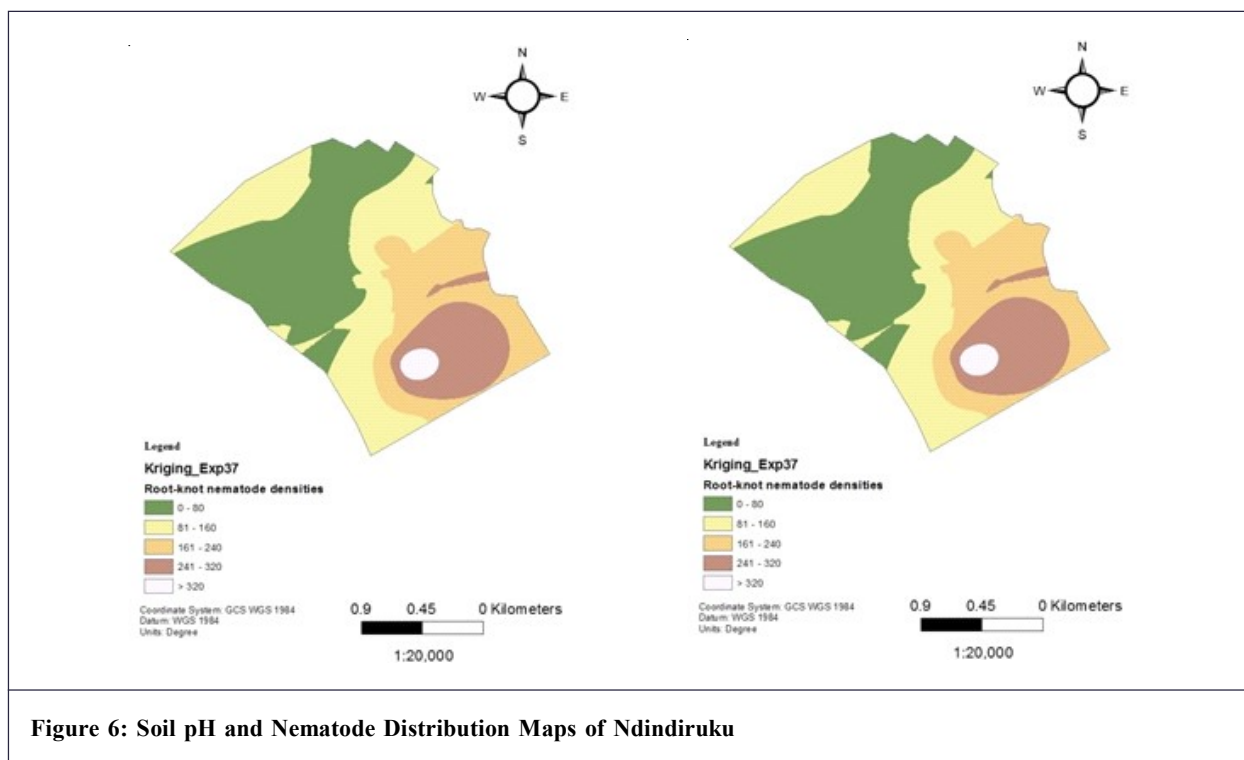 N
W E
S
Legend
Kriging_Exp37
Root-knot nematode densities
0 - 80
81 - 160
161 - 240
241 - 320
> 320
Coordinate System: GCS WGS 1984
Datum: WGS 1984
Units: Degree
0.9 0.45 0 Kilometers
1:20,000
N
W E
S
Legend
Kriging_Exp37
Root-knot nematode densities
0 - 80
81 - 160
161 - 240
241 - 320
> 320
Coordinate System: GCS WGS 1984
Datum: WGS 1984
Units: Degree
0.9 0.45 0 Kilometers
1:20,000
Figure 6: Soil pH and Nematode Distribution Maps of Ndindiruku